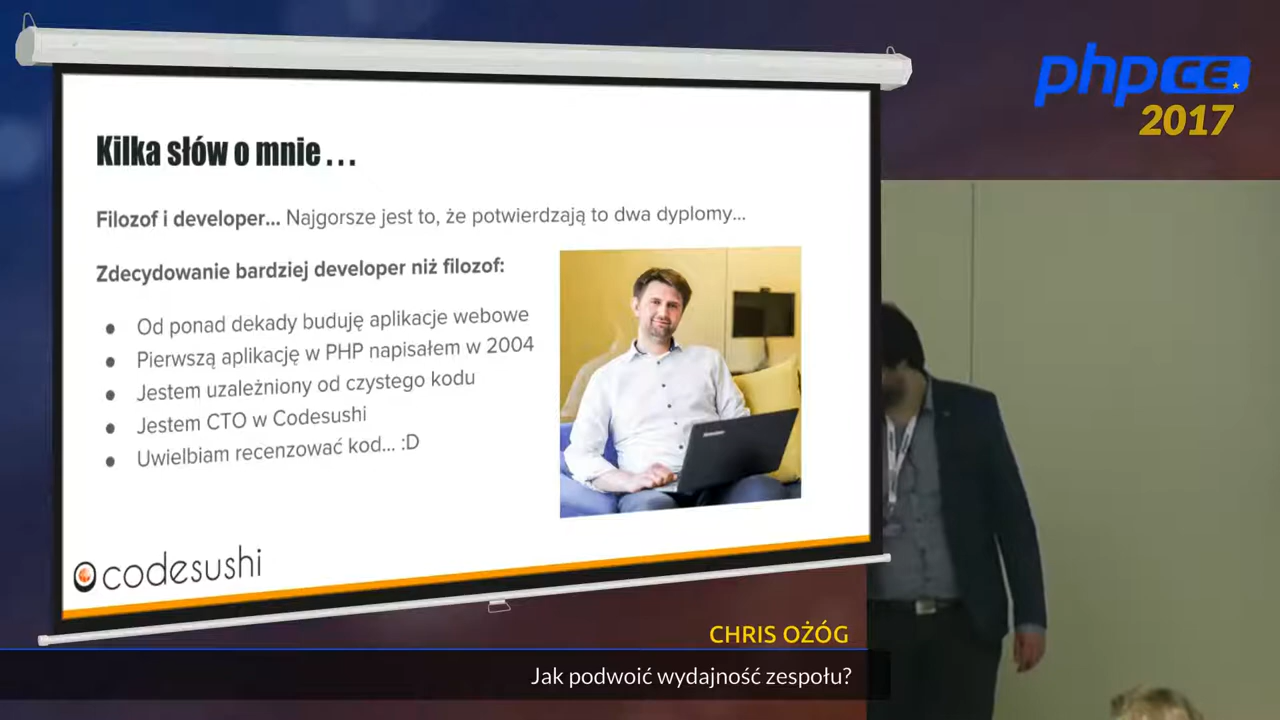 phpCE
2017
Kilka słów o mnie . . .
Filozof i developer... Najgorsze jest to, że potwierdzają to dwa dyplomy...
Zdecydowanie bardziej developer niż filozof:
● Od ponad dekady buduję aplikacje webowe
● Pierwszą aplikację w PHP napisałem w 2004
● Jestem uzależniony od czystego kodu
● Jestem CTO w Codesushi
● Uwielbiam recenzować kod... :D
codesushi
CHRIS OŻÓG
Jak podwoić wydajność zespołu?